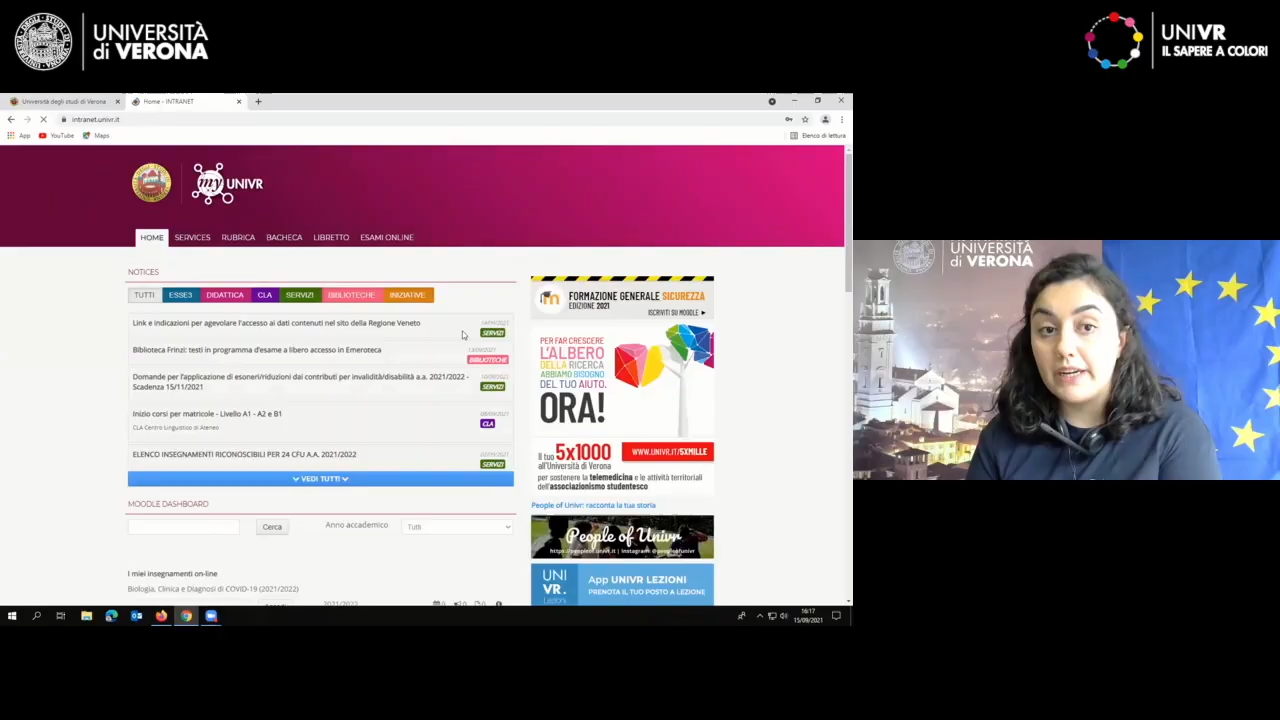 UNIVERSITÀ
di VERONA
UNIVR
IL SAPERE A COLORI
Università degli studi di Verona
Home - INTRANET
intranet.univr.it
App
YouTube
Maps
Elenco di lettura
my UNIVR
HOME
SERVICES
RUBRICA
BACHECA
LIBRETTO
ESAMI ONLINE
NOTICES
TUTTI
ESSE3
DIDATTICA
CLA
SERVIZI
BIBLIOTECHE
INIZIATIVE
Link e indicazioni per agevolare l'accesso ai dati contenuti nel sito della Regione Veneto
SERVIZI
Biblioteca Frinzi: testi in programma d'esame a libero accesso in Emeroteca
BIBLIOTECHE
Domande per l'applicazione di esoneri/riduzioni dai contributi per invalidità/disabilità a.a. 2021/2022 -
Scadenza 15/11/2021
SERVIZI
Inizio corsi per matricole - Livello A1 - A2 e B1
CLA Centro Linguistico di Ateneo
CLA
ELENCO INSEGNAMENTI RICONOSCIBILI PER 24 CFU A.A. 2021/2022
SERVIZI
VEDI TUTTI
MOODLE DASHBOARD
Cerca
Anno accademico
Tutti
I miei insegnamenti on-line
Biologia, Clinica e Diagnosi di COVID-19 (2021/2022)
2021/2022
FORMAZIONE GENERALE SICUREZZA
EDIZIONE 2021
ISCRIVITI SU MOODLE
PER FAR CRESCERE
L'ALBERO
DELLA RICERCA
ABBIAMO BISOGNO
DEL TUO AIUTO.
ORA!
Il tuo 5x1000
all'Università di Verona
WWW.UNIVR.IT/5XMILLE
per sostenere la telemedicina e le attività territoriali
dell'associazionismo studentesco
People of Univr: racconta la tua storia
People of Univr
https://peopleof.univr.it | Instagram @peopleofunivr
UNI
VR.
Lezioni
App UNIVR LEZIONI
PRENOTA IL TUO POSTO A LEZIONE
16:17
15/09/2021
UNIVERSITÀ
di VERONA